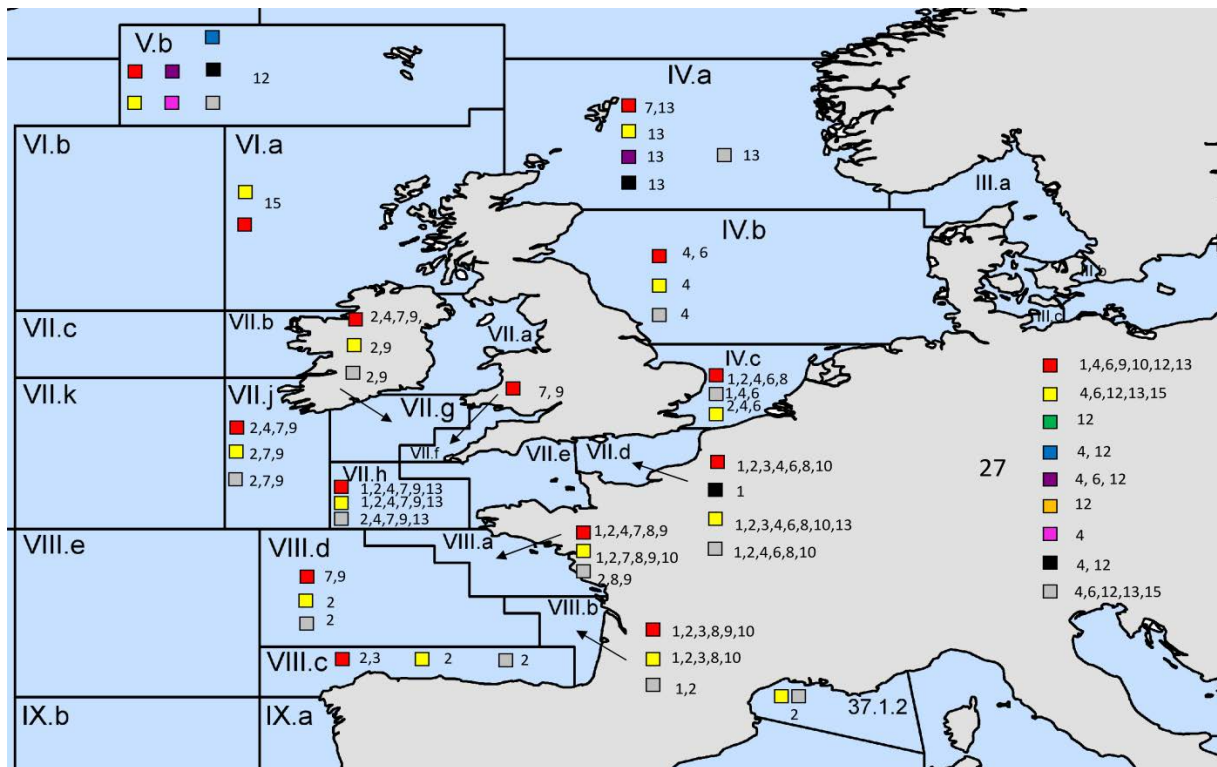 V.b
12
IV.a
7,13
13
13
13
13
VI.b
VI.a
15
III.a
IV.b
4, 6
4
4
III.b
III.c
VII.c
VII.b
2,4,7,9,
2,9
2,9
VII.a
7, 9
IV.c
1,2,4,6,8
1,4,6
2,4,6
VII.k
VII.j
2,4,7,9
2,7,9
2,7,9
VII.g
VII.f
VII.h
1,2,4,7,9,13
1,2,4,7,9,13
2,4,7,9,13
VII.e
VII.d
1,2,3,4,6,8,10
1
1,2,3,4,6,8,10,13
1,2,4,6,8,10
27
1,4,6,9,10,12,13
4,6,12,13,15
12
4, 12
4, 6, 12
12
4
4, 12
4,6,12,13,15
VIII.e
VIII.d
7,9
2
2
VIII.a
1,2,4,7,8,9
1,2,7,8,9,10
2,8,9
VIII.b
1,2,3,8,9,10
1,2,3,8,10
1,2
VIII.c
2,3
2
2
IX.b
IX.a
2
37.1.2